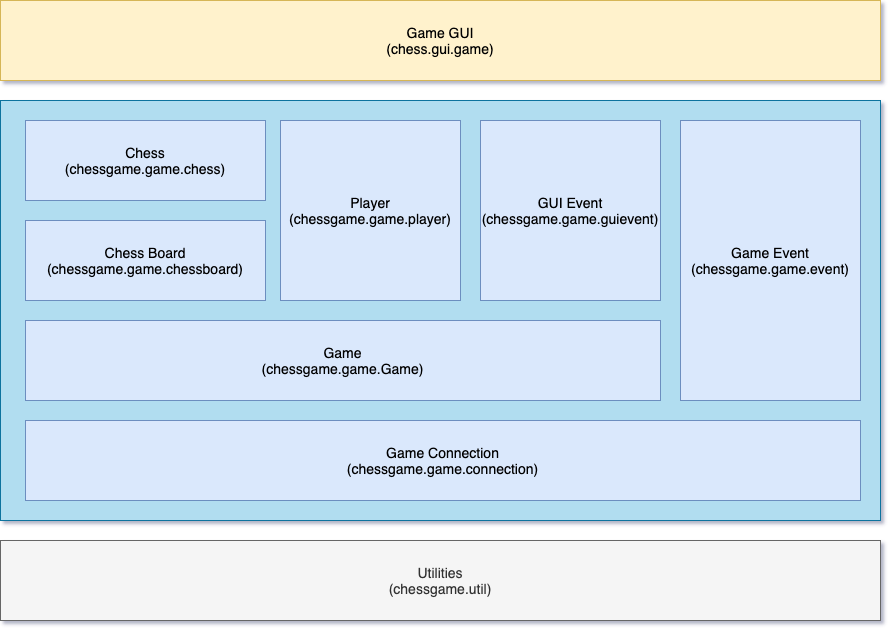 Game GUI
(chess.gui.game)
Chess
(chessgame.game.chess)
Chess Board
(chessgame.game.chessboard)
Player
(chessgame.game.player)
GUI Event
(chessgame.game.guievent)
Game Event
(chessgame.game.event)
Game
(chessgame.game.Game)
Game Connection
(chessgame.game.connection)
Utilities
(chessgame.util)